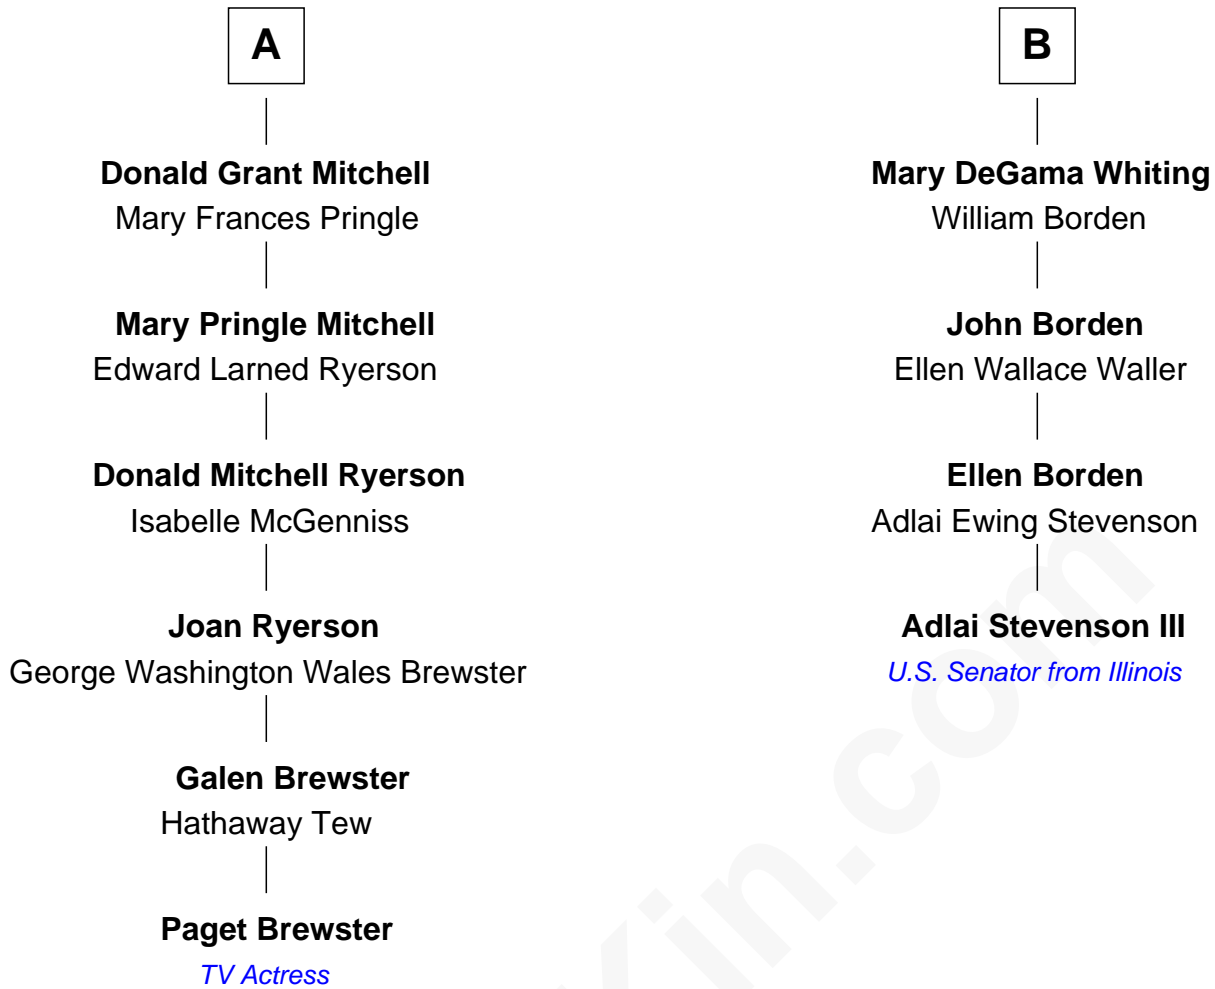 A
Donald Grant Mitchell
Mary Frances Pringle
Mary Pringle Mitchell
Edward Larned Ryerson
Donald Mitchell Ryerson
Isabelle McGenniss
Joan Ryerson
George Washington Wales Brewster
Galen Brewster
Hathaway Tew
Paget Brewster
TV Actress
B
Mary DeGama Whiting
William Borden
John Borden
Ellen Wallace Waller
Ellen Borden
Adlai Ewing Stevenson
Adlai Stevenson III
U.S. Senator from Illinois
Kin.com